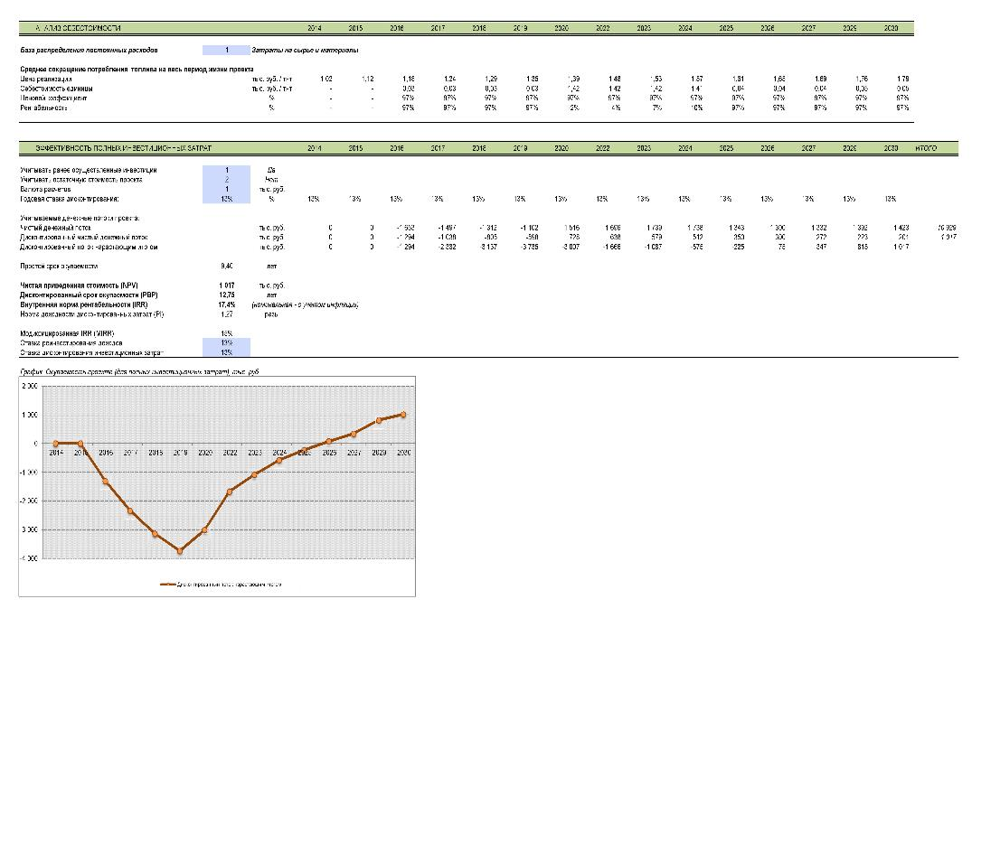 АНАЛИЗ СЕБЕСТОИМОСТИ 2014 2015 2016 2017 2018 2019 2020 2022 2023 2024 2025 2026 2027 2029 2030
База распределения постоянных расходов 1 Затраты на сырье и материалы
Среднее сокращение потребления топлива на весь период жизни проекта
Цена реализации тыс. руб. / тнт 1,02 1,12 1,18 1,24 1,29 1,35 1,39 1,48 1,53 1,57 1,61 1,65 1,69 1,76 1,79
Себестоимость единицы тыс. руб. / тнт - - 0,03 0,03 0,03 0,03 1,42 1,42 1,42 1,41 0,04 0,04 0,04 0,05 0,05
Ценовой коэффициент % - - 97% 97% 97% 97% 97% 97% 97% 97% 97% 97% 97% 97% 97%
Рентабельность % - - 97% 97% 97% 97% -2% 4% 7% 10% 97% 97% 97% 97% 97%
ЭФФЕКТИВНОСТЬ ПОЛНЫХ ИНВЕСТИЦИОННЫХ ЗАТРАТ 2014 2015 2016 2017 2018 2019 2020 2022 2023 2024 2025 2026 2027 2029 2030 ИТОГО
Учитывать ранее осуществленные инвестиции 1 Да
Учитывать остаточную стоимость проекта 2 Нет
Валюта расчетов 1 тыс. руб.
Годовая ставка дисконтирования: 13% % 13% 13% 13% 13% 13% 13% 13% 13% 13% 13% 13% 13% 13% 13% 13%
Учитываемые денежные потоки проекта:
Чистый денежный поток тыс. руб. 0 0 -1 653 -1 497 -1 312 -1 102 1 516 1 696 1 739 1 738 1 343 1 300 1 332 1 392 1 423 10 929
Дисконтированный чистый денежный поток тыс. руб. 0 0 -1 294 -1 038 -805 -598 728 638 579 512 350 300 272 223 201 1 017
Дисконтированный поток нарастающим итогом тыс. руб. 0 0 -1 294 -2 332 -3 137 -3 735 -3 007 -1 666 -1 087 -575 -225 75 347 815 1 017
Простой срок окупаемости 9,40 лет
Чистая приведенная стоимость (NPV) 1 017 тыс. руб.
Дисконтированный срок окупаемости (PBP) 12,75 лет
Внутренняя норма рентабельности (IRR) 17,4% (номинальная - с учетом инфляции)
Норма доходности дисконтированных затрат (PI) 1,27 разы
Модифицированная IRR (MIRR) 15%
Ставка реинвестирования доходов 13%
Ставка дисконтирования инвестиционных затрат 13%
График. Окупаемость проекта (для полных инвестиционных затрат), тыс. руб.
2 000
1 000
0
2014 2015 2016 2017 2018 2019 2020 2022 2023 2024 2025 2026 2027 2029 2030
-1 000
-2 000
-3 000
-4 000
Дисконтированный поток нарастающим итогом